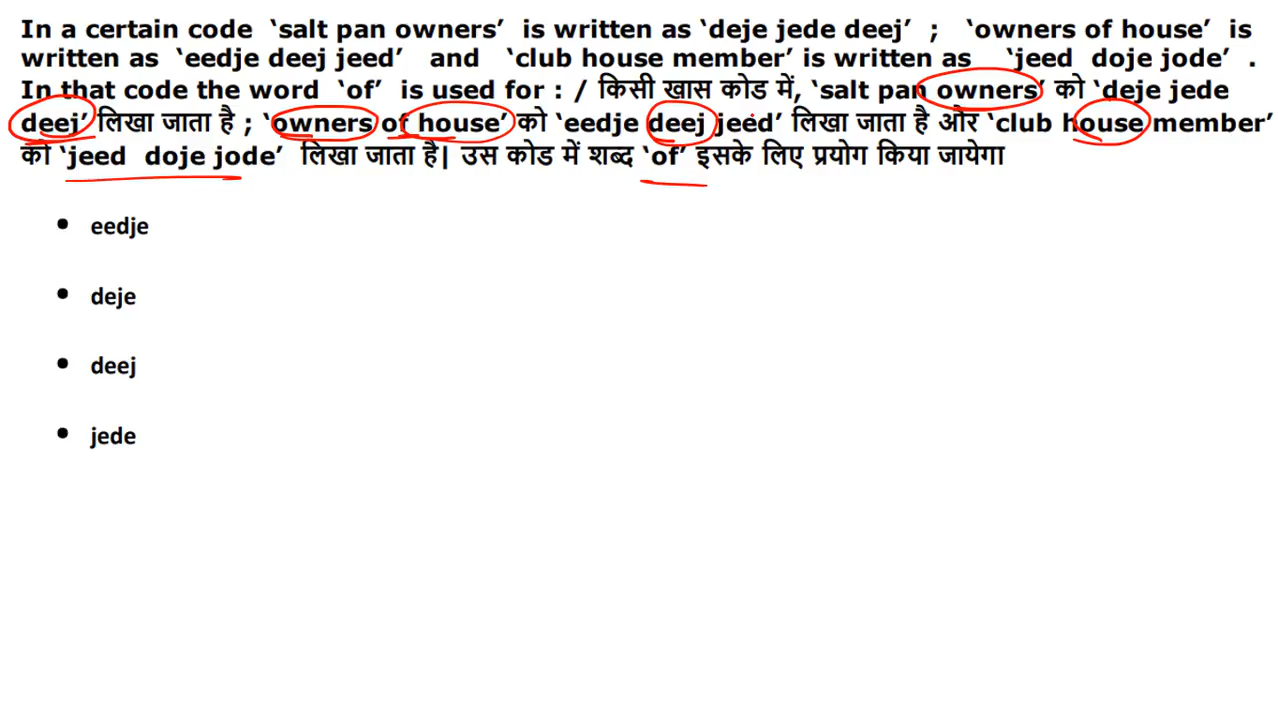 In a certain code ‘salt pan owners’ is written as ‘deje jede deej’ ; ‘owners of house’ is
written as ‘eedje deej jeed’ and ‘club house member’ is written as ‘jeed doje jode’ .
In that code the word ‘of’ is used for : / किसी खास कोड में, ‘salt pan owners’ को ‘deje jede
deej’ लिखा जाता है ; ‘owners of house’ को ‘eedje deej jeed’ लिखा जाता है और ‘club house member’
को ‘jeed doje jode’ लिखा जाता है| उस कोड में शब्द ‘of’ इसके लिए प्रयोग किया जायेगा
• eedje
• deje
• deej
• jede